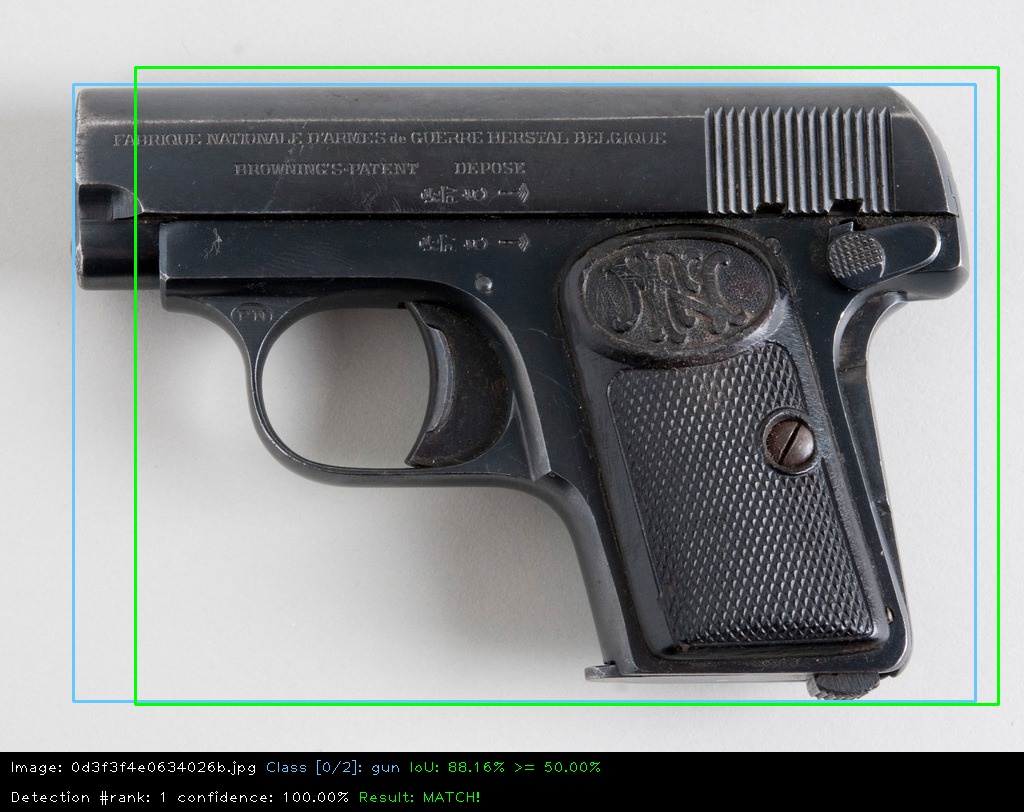 FABRIQUE NATIONALE D'ARMES de GUERRE HERSTAL BELGIQUE
BROWNING'S-PATENT DEPOSE
FN
Image: 0d3f3f4e0634026b.jpg Class [0/2]: gun IoU: 88.16% >= 50.00%
Detection #rank: 1 confidence: 100.00% Result: MATCH!